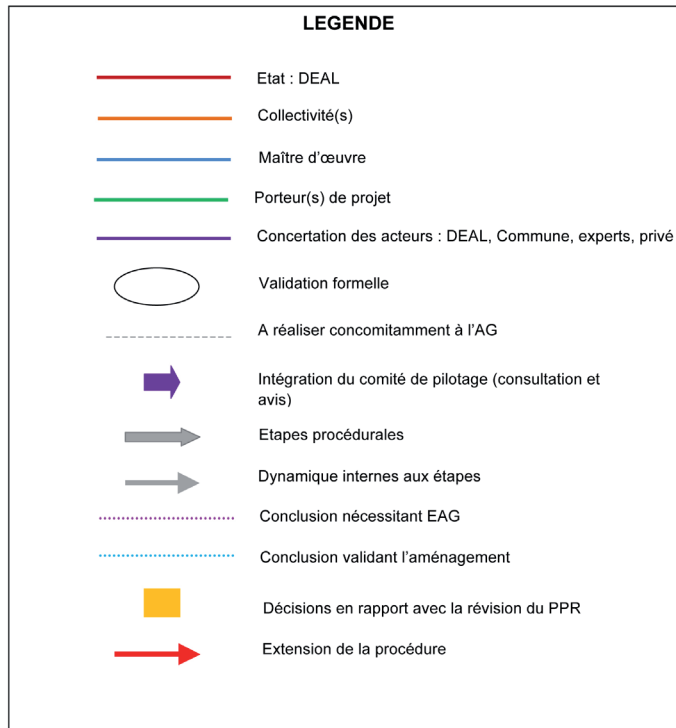 LEGENDE
Etat : DEAL
Collectivité(s)
Maître d’œuvre
Porteur(s) de projet
Concertation des acteurs : DEAL, Commune, experts, privé
Validation formelle
A réaliser concomitamment à l’AG
Intégration du comité de pilotage (consultation et
avis)
Etapes procédurales
Dynamique internes aux étapes
Conclusion nécessitant EAG
Conclusion validant l’aménagement
Décisions en rapport avec la révision du PPR
Extension de la procédure